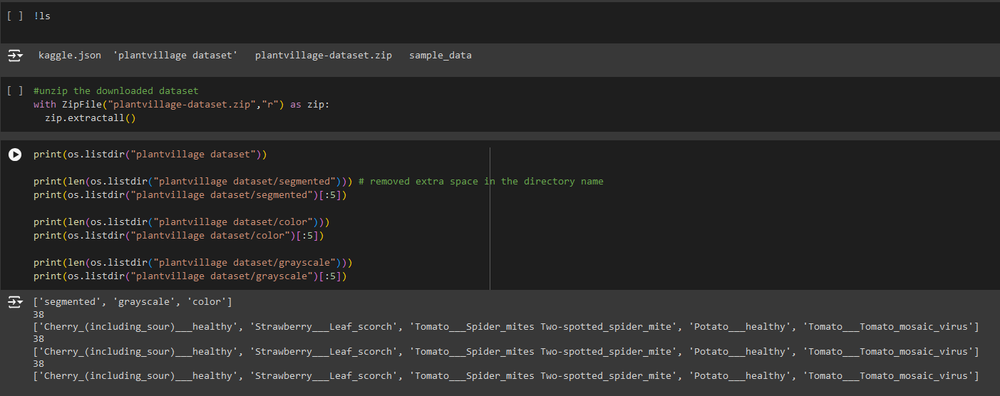 [ ] !ls
kaggle.json  'plantvillage dataset'   plantvillage-dataset.zip   sample_data
[ ] #unzip the downloaded dataset
with ZipFile("plantvillage-dataset.zip","r") as zip:
  zip.extractall()
print(os.listdir("plantvillage dataset"))
print(len(os.listdir("plantvillage dataset/segmented"))) # removed extra space in the directory name
print(os.listdir("plantvillage dataset/segmented")[:5])
print(len(os.listdir("plantvillage dataset/color")))
print(os.listdir("plantvillage dataset/color")[:5])
print(len(os.listdir("plantvillage dataset/grayscale")))
print(os.listdir("plantvillage dataset/grayscale")[:5])
['segmented', 'grayscale', 'color']
38
['Cherry_(including_sour)___healthy', 'Strawberry___Leaf_scorch', 'Tomato___Spider_mites Two-spotted_spider_mite', 'Potato___healthy', 'Tomato___Tomato_mosaic_virus']
38
['Cherry_(including_sour)___healthy', 'Strawberry___Leaf_scorch', 'Tomato___Spider_mites Two-spotted_spider_mite', 'Potato___healthy', 'Tomato___Tomato_mosaic_virus']
38
['Cherry_(including_sour)___healthy', 'Strawberry___Leaf_scorch', 'Tomato___Spider_mites Two-spotted_spider_mite', 'Potato___healthy', 'Tomato___Tomato_mosaic_virus']